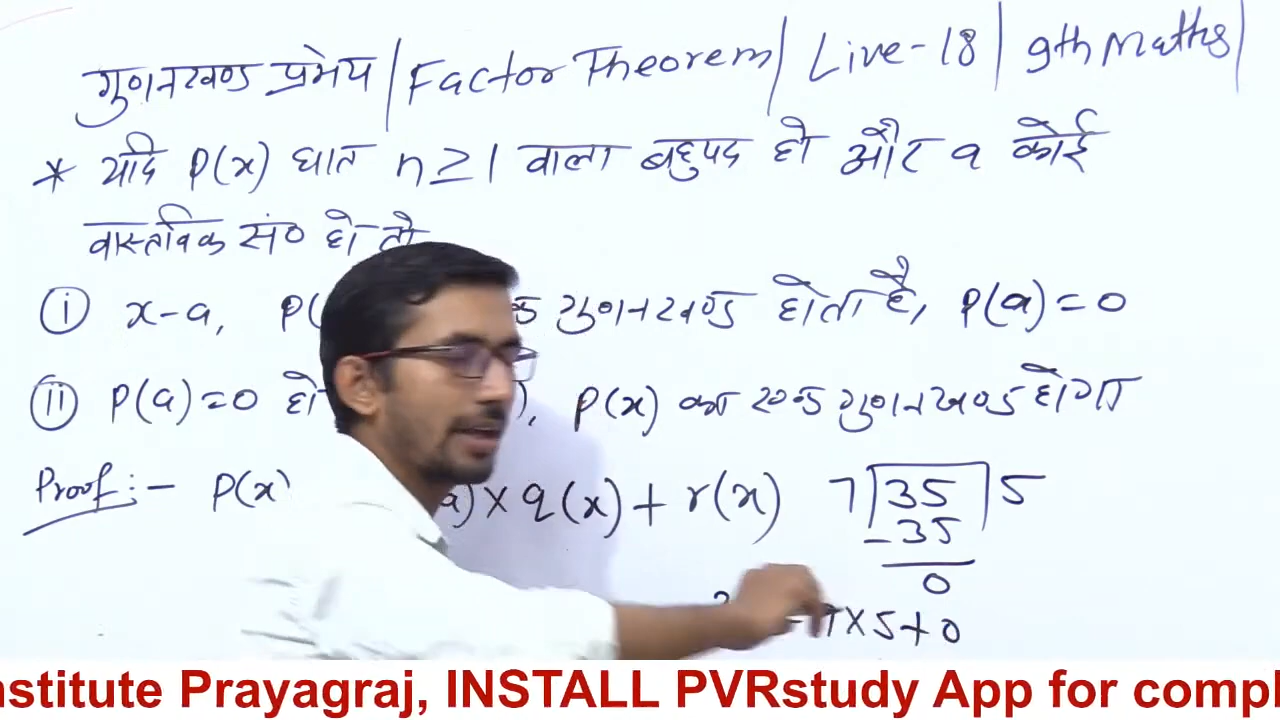 गुणनखण्ड प्रमेय | Factor Theorem | Live-18 | 9th Maths |
* यदि P(x) घात n ≥ 1 वाला बहुपद हो और a कोई
वास्तविक सं० हो तो
(i) x-a, P( गुणनखण्ड होता है, P(a) = 0
(ii) P(a) = 0 हो ), P(x) का एक गुणनखण्ड होगा
Proof :- P(x) a) × q(x) + r(x)
7 | 35 | 5
-35
0
7×5+0
nstitute Prayagraj, INSTALL PVRstudy App for compl